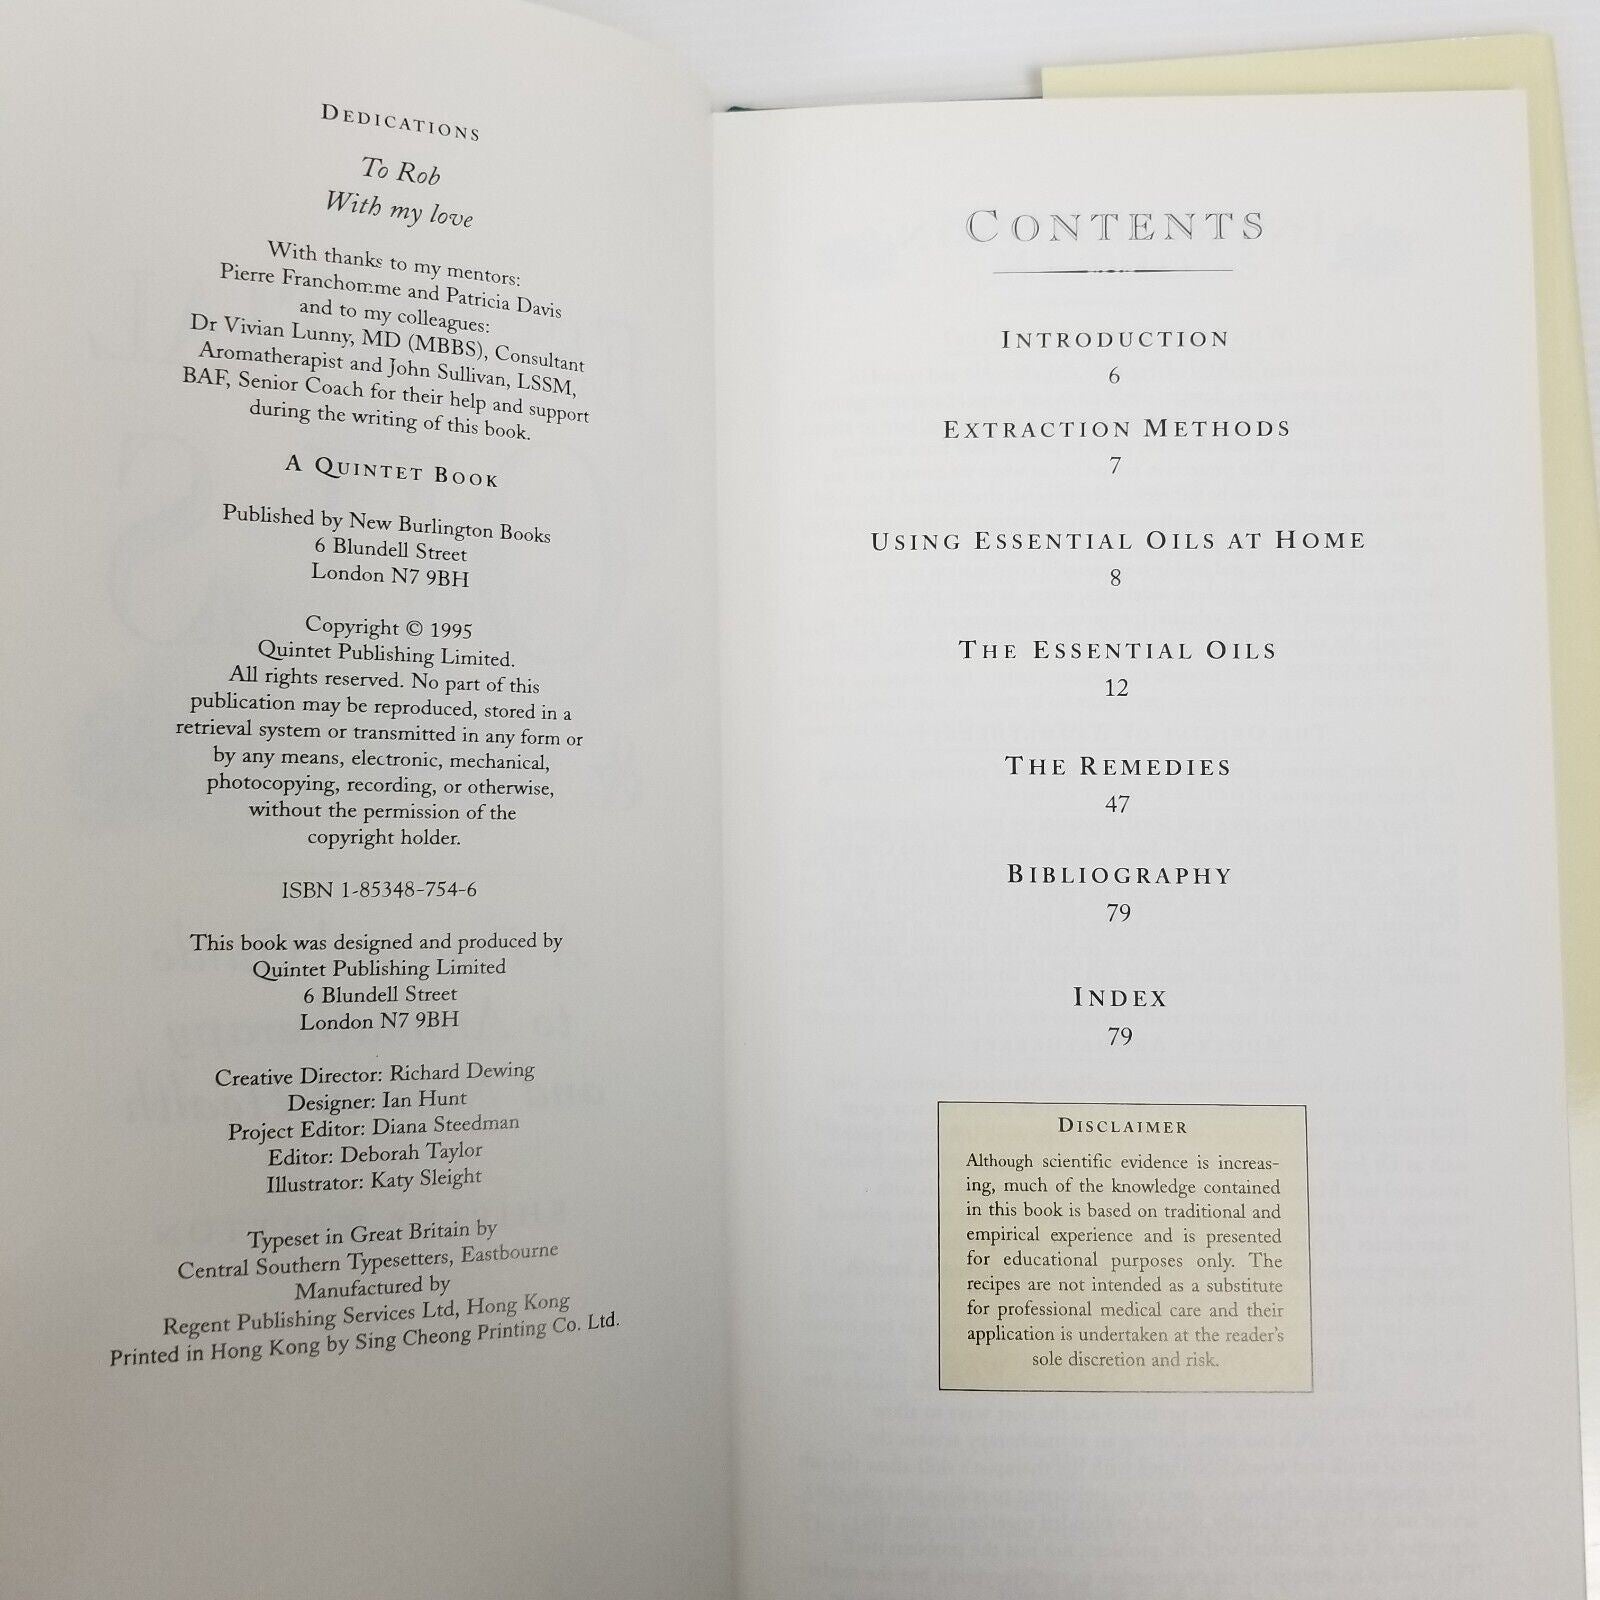 DEDICATIONS
To Rob
With my love
With thanks to my mentors:
Pierre Franchomme and Patricia Davis
and to my colleagues:
Dr Vivian Lunny, MD (MBBS), Consultant
Aromatherapist and John Sullivan, LSSM,
BAF, Senior Coach for their help and support
during the writing of this book.
A QUINTET BOOK
Published by New Burlington Books
6 Blundell Street
London N7 9BH
Copyright © 1995
Quintet Publishing Limited.
All rights reserved. No part of this
publication may be reproduced, stored in a
retrieval system or transmitted in any form or
by any means, electronic, mechanical,
photocopying, recording, or otherwise,
without the permission of the
copyright holder.
ISBN 1-85348-754-6
This book was designed and produced by
Quintet Publishing Limited
6 Blundell Street
London N7 9BH
Creative Director: Richard Dewing
Designer: Ian Hunt
Project Editor: Diana Steedman
Editor: Deborah Taylor
Illustrator: Katy Sleight
Typeset in Great Britain by
Central Southern Typesetters, Eastbourne
Manufactured by
Regent Publishing Services Ltd, Hong Kong
Printed in Hong Kong by Sing Cheong Printing Co. Ltd.
CONTENTS
INTRODUCTION
6
EXTRACTION METHODS
7
USING ESSENTIAL OILS AT HOME
8
THE ESSENTIAL OILS
12
THE REMEDIES
47
BIBLIOGRAPHY
79
INDEX
79
DISCLAIMER
Although scientific evidence is increas-
ing, much of the knowledge contained
in this book is based on traditional and
empirical experience and is presented
for educational purposes only. The
recipes are not intended as a substitute
for professional medical care and their
application is undertaken at the reader's
sole discretion and risk.